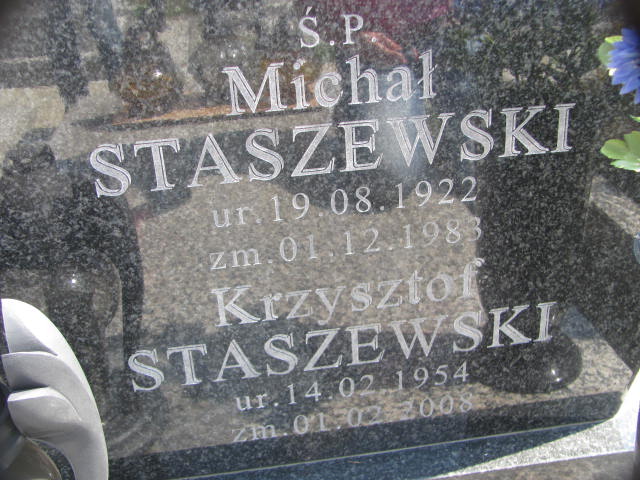 Ś.P
Michał
STASZEWSKI
ur.19.08.1922
zm.01.12.1983
Krzysztof
STASZEWSKI
ur.14.02 1954
zm.01.02.2008